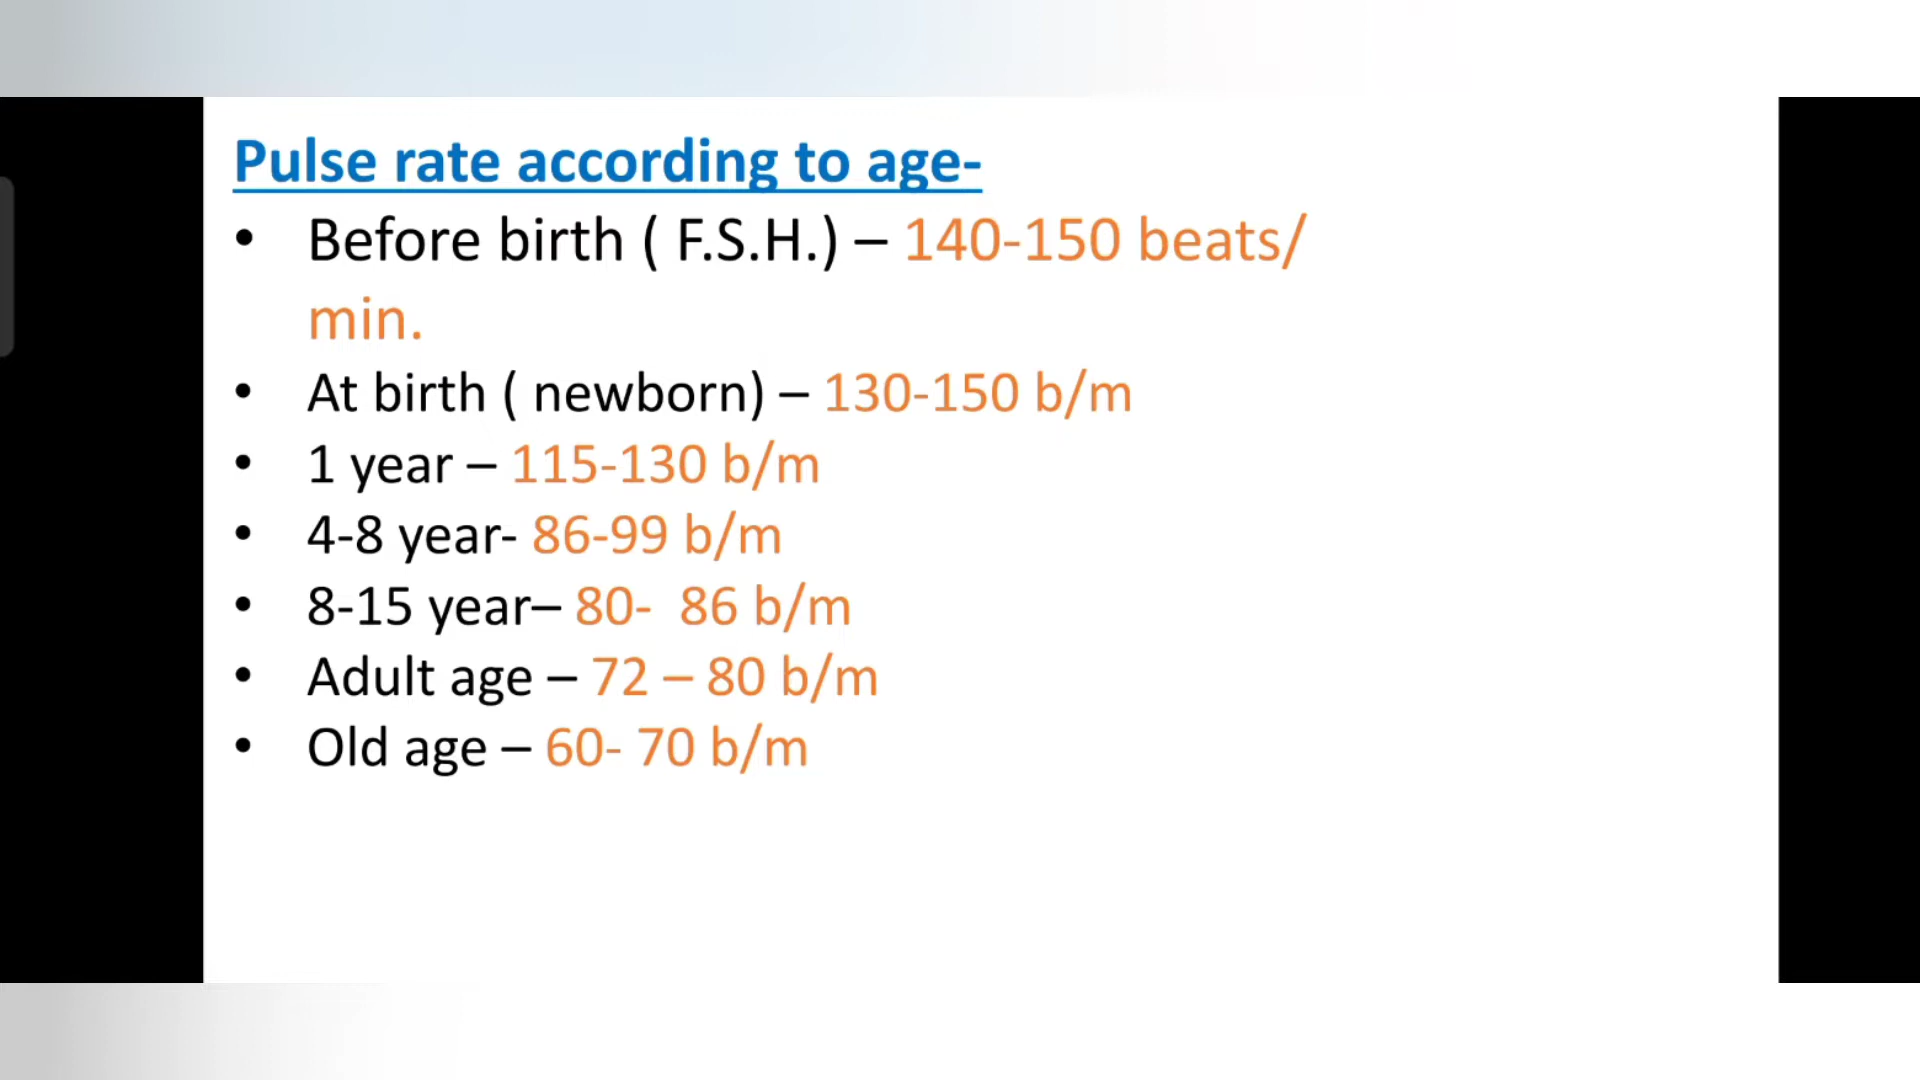 Pulse rate according to age-
• Before birth ( F.S.H.) – 140-150 beats/
min.
• At birth ( newborn) – 130-150 b/m
• 1 year – 115-130 b/m
• 4-8 year- 86-99 b/m
• 8-15 year– 80- 86 b/m
• Adult age – 72 – 80 b/m
• Old age – 60- 70 b/m